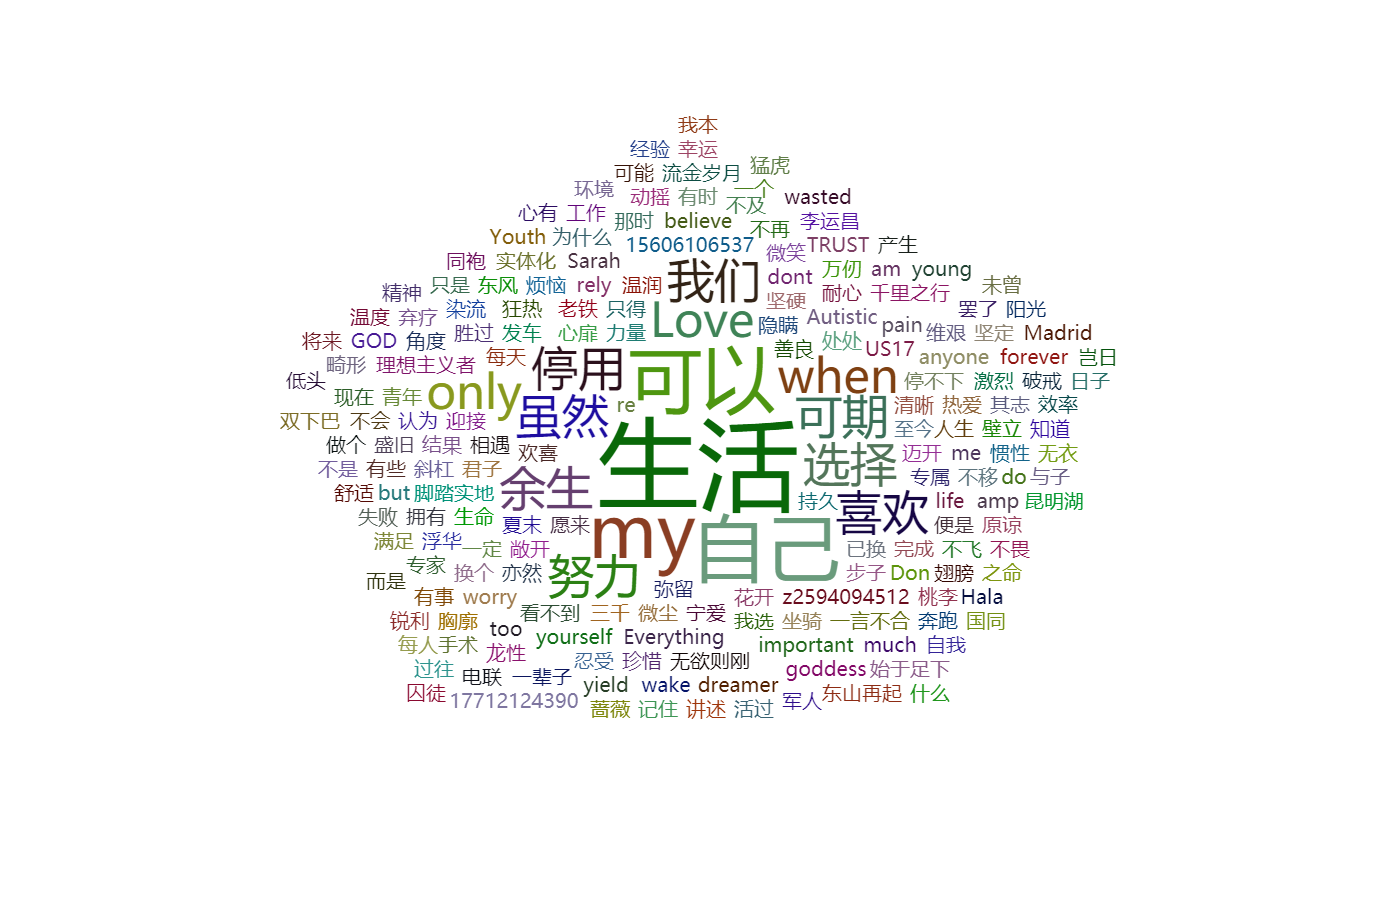 我本
经验 幸运
可能 流金岁月 猛虎
环境 动摇 有时 一个 wasted
心有 工作 那时 believe 不及 李运昌
Youth 为什么 15606106537 不再 TRUST 产生
同袍 实体化 Sarah 我们 微笑 万仞 am young
精神 只是 东风 烦恼 rely 温润 dont 耐心 千里之行 未曾
温度 弃疗 染流 狂热 老铁 只得 Love 坚硬 Autistic 罢了 阳光
将来 GOD 角度 胜过 发车 心扉 力量 隐瞒 处处 pain 维艰 坚定 Madrid
畸形 理想主义者 每天 停用 可以 善良 US17 anyone forever 岂日
低头 现在 青年 only when 停不下 激烈 破戒 日子
双下巴 不会 认为 迎接 虽然 re 可期 清晰 热爱 其志 效率
做个 盛旧 结果 相遇 欢喜 生活 至今 人生 壁立 知道
不是 有些 斜杠 君子 余生 选择 迈开 me 惯性 无衣
舒适 but 脚踏实地 持久 专属 不移 do 与子
失败 拥有 生命 夏末 愿来 my 自己 喜欢 life amp 昆明湖
满足 浮华 一定 敞开 便是 原谅
而是 专家 换个 亦然 努力 已换 完成 不飞 不畏
有事 worry 弥留 步子 Don 翅膀 之命
锐利 胸廓 看不到 三千 微尘 宁爱 花开 z2594094512 桃李 Hala
每人 手术 too yourself Everything 我选 坐骑 一言不合 奔跑 国同
过往 龙性 忍受 珍惜 无欲则刚 important much 自我
囚徒 电联 一辈子 yield wake dreamer goddess 始于足下
17712124390 蔷薇 记住 讲述 活过 军人 东山再起 什么